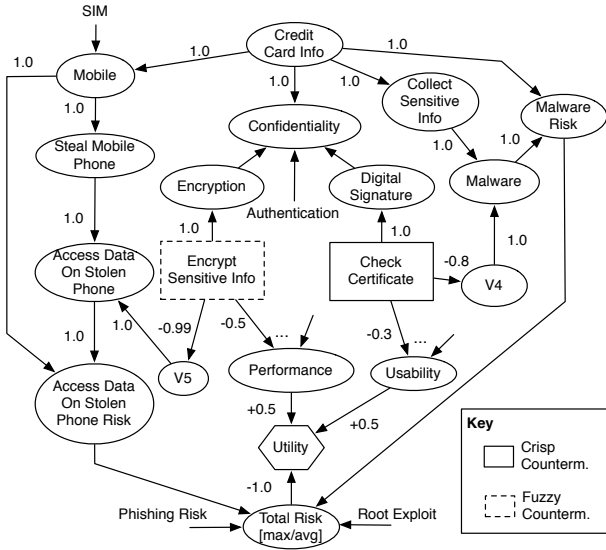 SIM
1.0
Credit
Card Info
1.0
1.0
Mobile
1.0
1.0
Collect
Sensitive
Info
Malware
Risk
1.0
Confidentiality
Steal Mobile
Phone
1.0
1.0
Encryption
Digital
Signature
Malware
Authentication
1.0
1.0
1.0
1.0
Encrypt
Sensitive Info
Check
Certificate
-0.8
Access Data
On Stolen
Phone
V4
1.0
1.0
-0.99
-0.5
...
-0.3
...
V5
Performance
Usability
Access Data
On Stolen
Phone Risk
+0.5
+0.5
Utility
-1.0
Phishing Risk
Total Risk
[max/avg]
Root Exploit
Key
Crisp
Counterm.
Fuzzy
Counterm.